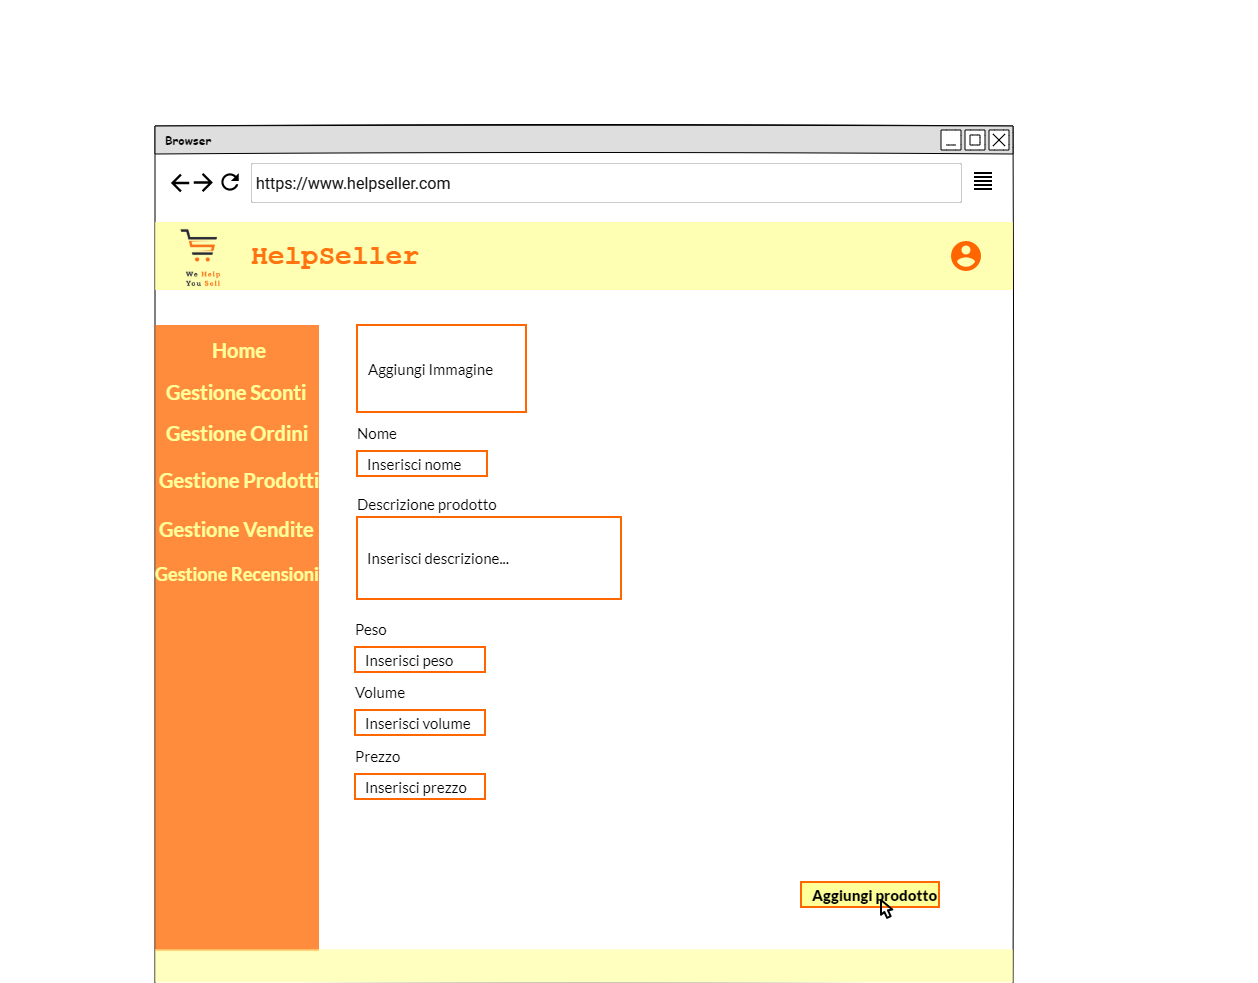 Browser
https://www.helpseller.com
We Help
You Sell
HelpSeller
Home
Gestione Sconti
Gestione Ordini
Gestione Prodotti
Gestione Vendite
Gestione Recensioni
Aggiungi Immagine
Nome
Inserisci nome
Descrizione prodotto
Inserisci descrizione...
Peso
Inserisci peso
Volume
Inserisci volume
Prezzo
Inserisci prezzo
Aggiungi prodotto